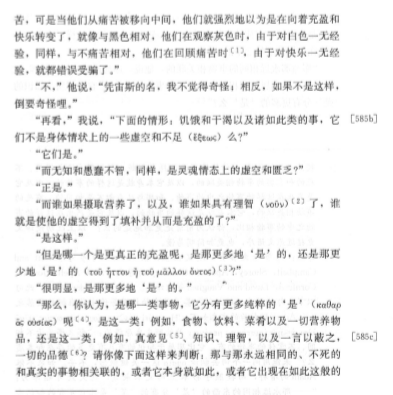 苦，可是当他们从痛苦被移向中间，他们就强烈地以为是在向着充盈和
快乐转变了，就像与黑色相对，他们在观察灰色时，由于对白色一无经
验，同样，与不痛苦相对，他们在回顾痛苦时〔1〕，由于对快乐一无经
验，就都错误受骗了。”
“不，”他说，“凭宙斯的名，我不觉得奇怪；相反，如果不是这样，
倒要奇怪哩。”
“再看，”我说，“下面的情形；饥饿和干渴以及诸如此类的事，它 [585b]
们不是身体情状上的一些虚空和不足（ἕξεως）么？”
“它们是。”
“而无知和愚蠢不智，同样，是灵魂情态上的虚空和匮乏？”
“正是。”
“而谁如果摄取营养了，以及，谁如果具有理智（νοῦν）〔2〕了，谁
就是使他的虚空得到了填补并从而是充盈的了？”
“是这样。”
“但是哪一个是更真正的充盈呢，是那更多地‘是’的，还是那更
少地‘是’的（τοῦ ἧττον ἢ τοῦ μᾶλλον ὄντος）〔3〕？”
“很明显，是那更多地‘是’的。”
“那么，你认为，是哪一类事物，它分有更多纯粹的‘是’（καθαρ
ᾶς οὐσίας）呢〔4〕，是这一类；例如，食物、饮料、菜肴以及一切营养物
品，还是这一类；例如，真意见〔5〕、知识、理智，以及一言以蔽之， [585c]
一切的品德〔6〕？请你像下面这样来判断；那与那永远相同的、不死的
和真实的事物相关联的，或者它本身就如此，或者它出现在如此这般的